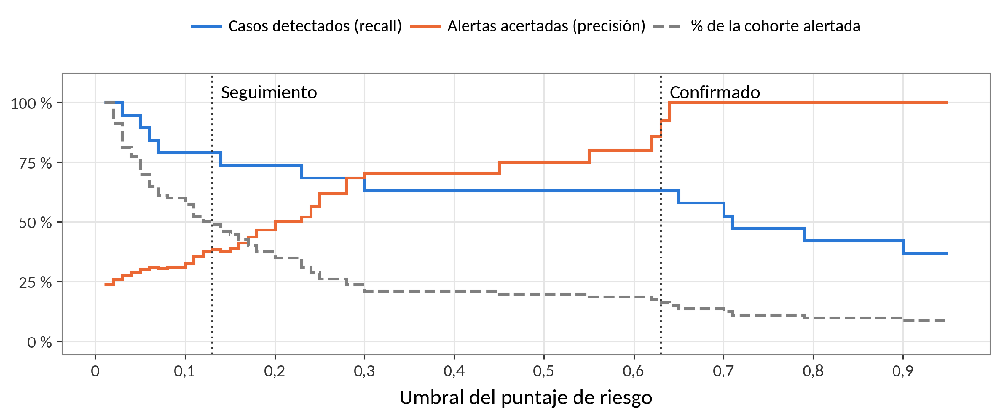 Casos detectados (recall) Alertas acertadas (precisión) % de la cohorte alertada
Seguimiento Confirmado
100 %
75 %
50 %
25 %
0 %
0 0,1 0,2 0,3 0,4 0,5 0,6 0,7 0,8 0,9
Umbral del puntaje de riesgo